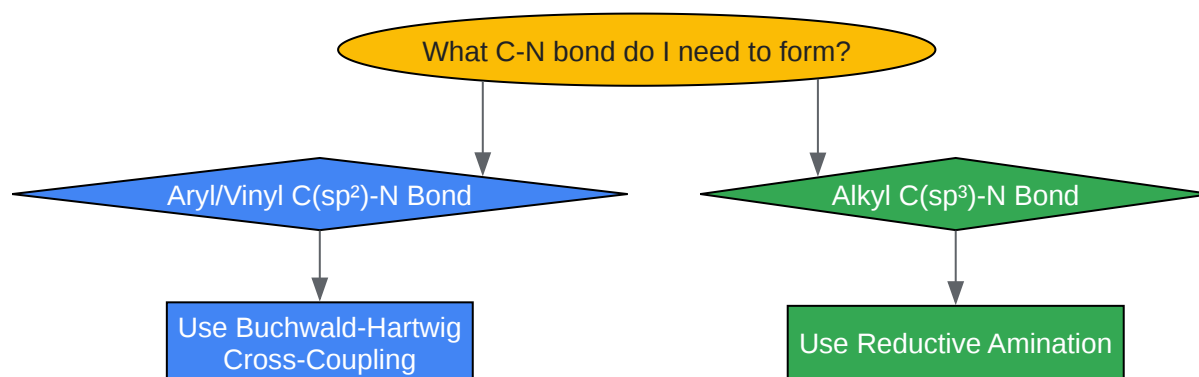 What C-N bond do I need to form?
Aryl/Vinyl C(sp²)-N Bond
Alkyl C(sp³)-N Bond
Use Buchwald-Hartwig
Cross-Coupling
Use Reductive Amination